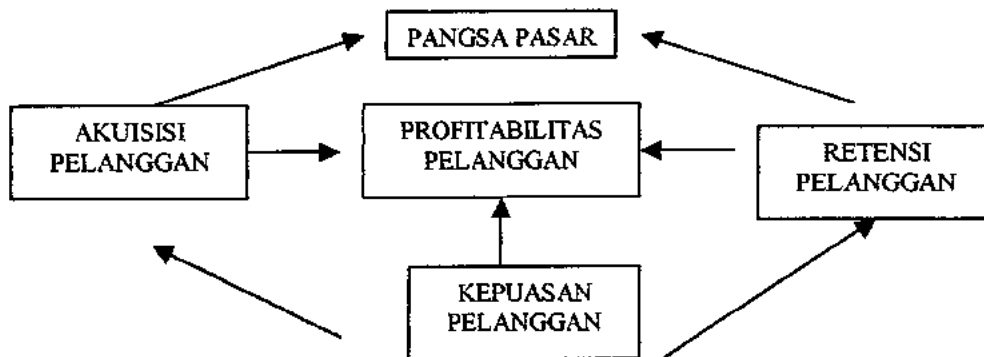 PANGSA PASAR
AKUISISI
PELANGGAN
PROFITABILITAS
PELANGGAN
RETENSI
PELANGGAN
KEPUASAN
PELANGGAN